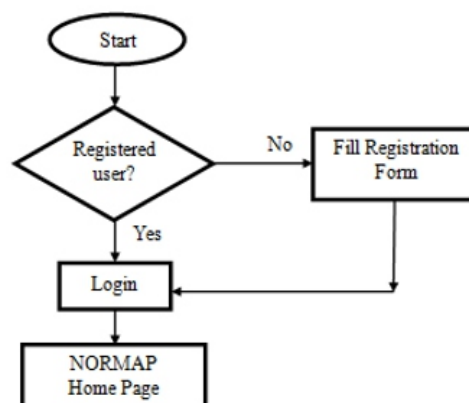 Start
Registered
user?
No
Fill Registration
Form
Yes
Login
NORMAP
Home Page